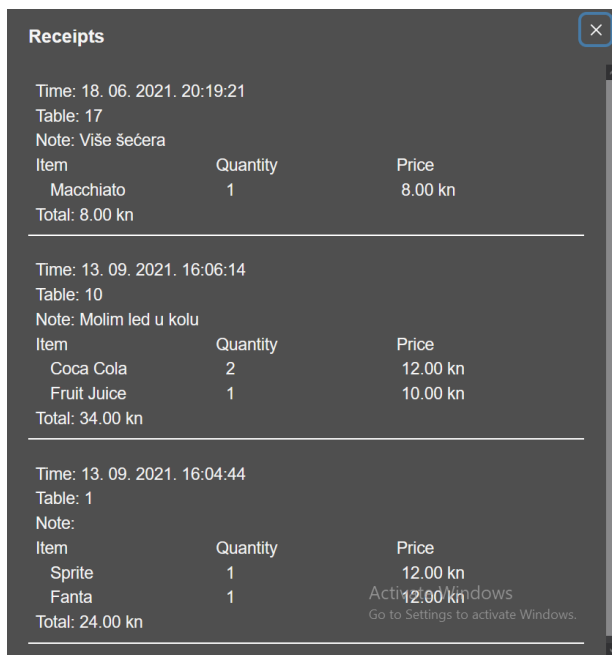 Receipts
Time: 18. 06. 2021. 20:19:21
Table: 17
Note: Više šećera
Item Quantity Price
Macchiato 1 8.00 kn
Total: 8.00 kn
Time: 13. 09. 2021. 16:06:14
Table: 10
Note: Molim led u kolu
Item Quantity Price
Coca Cola 2 12.00 kn
Fruit Juice 1 10.00 kn
Total: 34.00 kn
Time: 13. 09. 2021. 16:04:44
Table: 1
Note:
Item Quantity Price
Sprite 1 12.00 kn
Fanta 1 12.00 kn
Total: 24.00 kn
Activate Windows
Go to Settings to activate Windows.